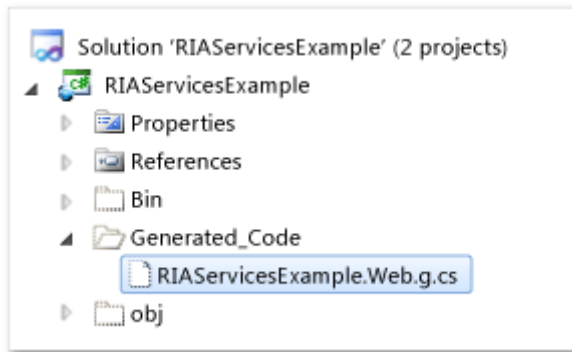 Solution 'RIAServicesExample' (2 projects)
C# RIAServicesExample
Properties
References
Bin
Generated_Code
RIAServicesExample.Web.g.cs
obj